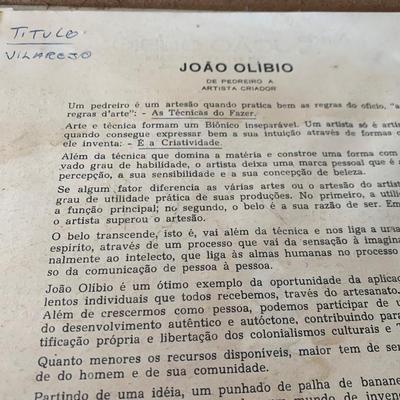 TITULO:
VILAREJO
JOÃO OLÍBIO
DE PEDREIRO A
ARTISTA CRIADOR
Um pedreiro é um artesão quando pratica bem as regras do ofício, "a
regras d'arte": - As Técnicas do Fazer.
Arte e técnica formam um Biônico inseparável. Um artista só é artis
quando consegue expressar bem a sua intuição através de formas c
ele inventa: - É a Criatividade.
Além da técnica que domina a matéria e constroe uma forma com
vado grau de habilidade, o artista deixa uma marca pessoal que é a
percepção, a sua sensibilidade e a sua concepção de beleza.
Se algum fator diferencia as várias artes ou o artesão do artist
grau de utilidade prática de suas produções. No primeiro, a utili
a função principal; no segundo, o belo é a sua razão de ser. Em
o artista superou o artesão.
O belo transcende, isto é, vai além da técnica e nos liga a uma
espírito, através de um processo que vai da sensação à imagina
nalmente ao intelecto, que liga às almas humanas no processo
so da comunicação de pessoa à pessoa.
João Olíbio é um ótimo exemplo da oportunidade da aplicaç
lentos individuais que todos recebemos, través do artesanato.
Além de crescermos como pessoa, podemos participar de u
do desenvolvimento autêntico e autóctone, contribuindo para
tificação própria e libertação dos colonialismos culturais e T
Quanto menores os recursos disponíveis, maior tem de ser
de do homem e de sua comunidade.
Partindo de uma idéia, um punhado de palha de banane
mundo de inven